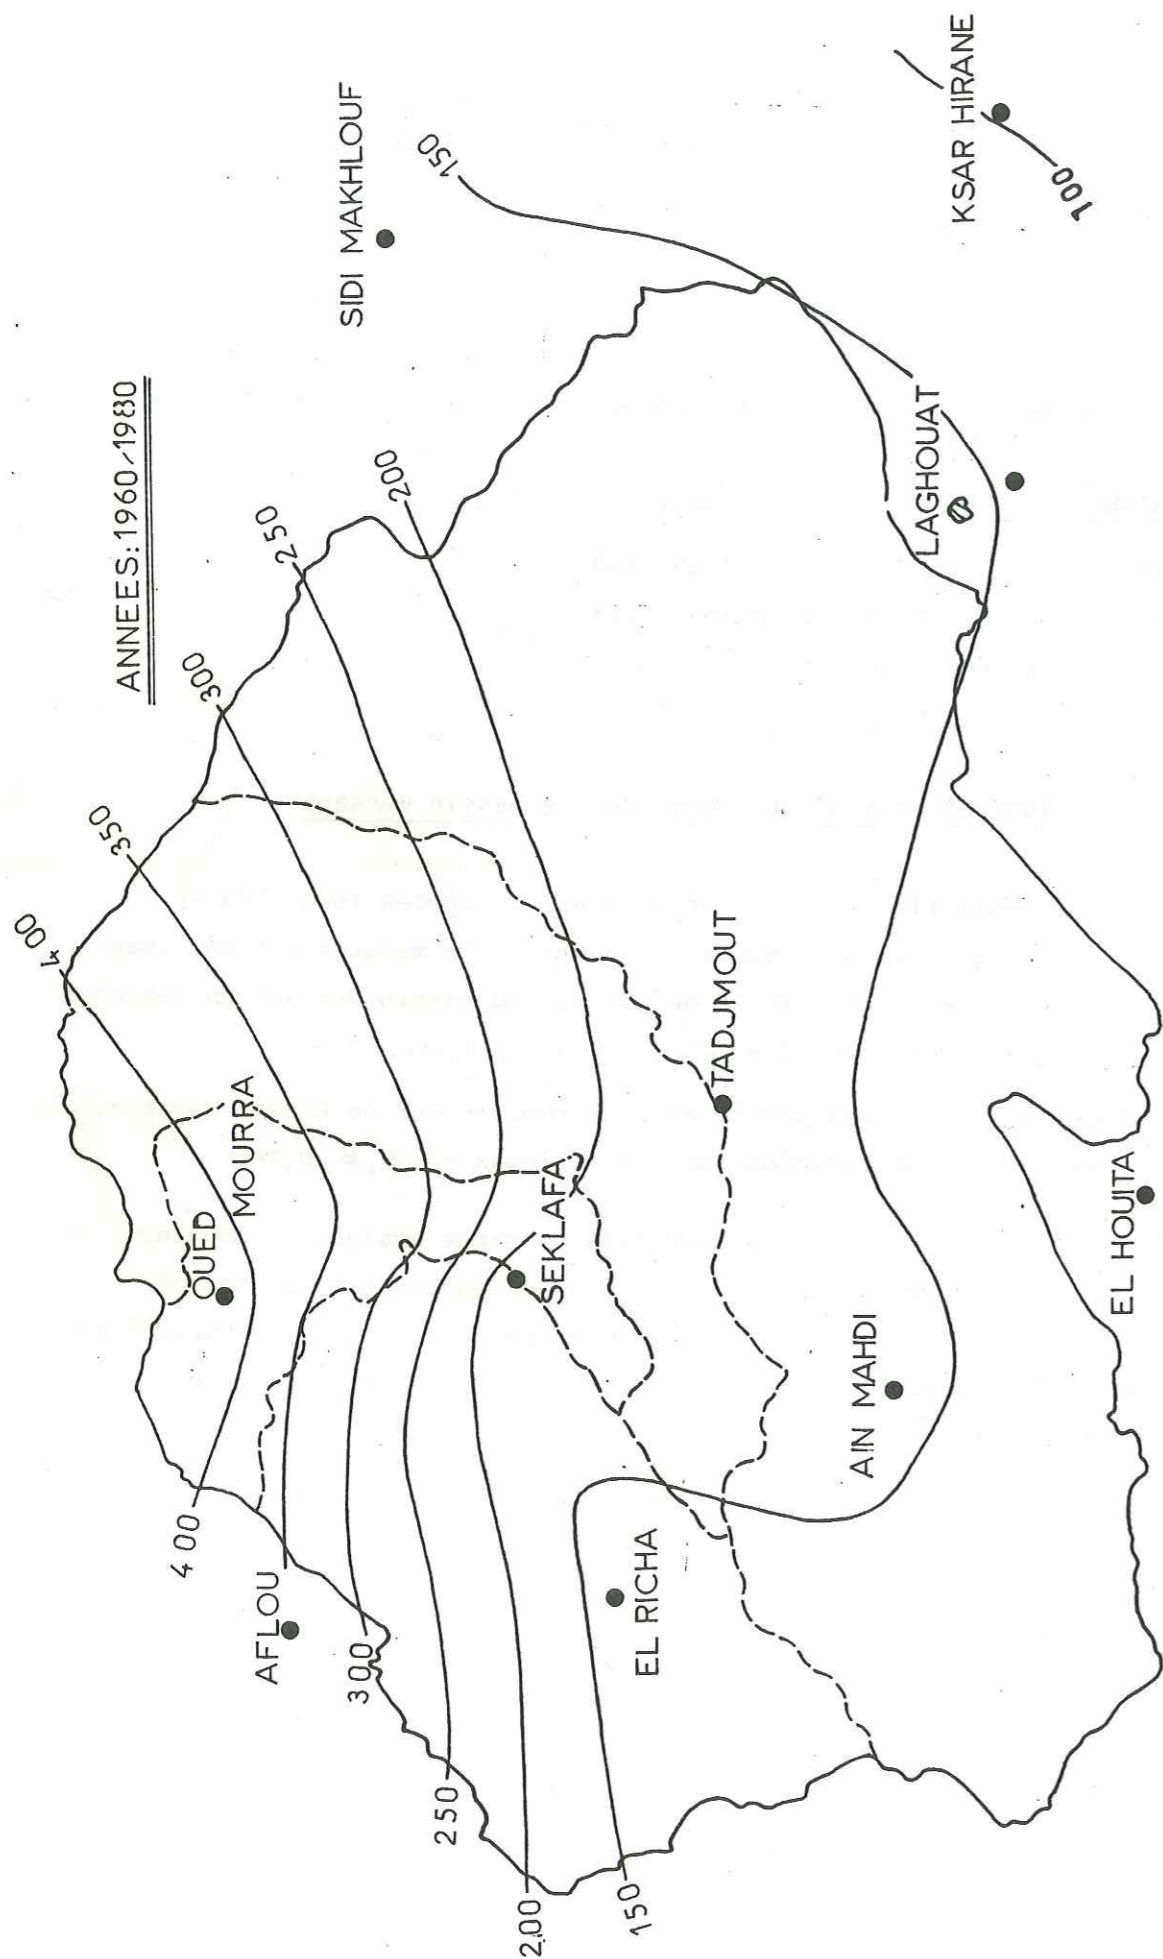 ANNEES: 1960/1980
400
350
300
250
200
SIDI MAKHLOUF
150
OUED
MOURRA
400
AFLOU
300
250
200
150
SEKLAFA
EL RICHA
TADJMOUT
AIN MAHDI
LAGHOUAT
KSAR HIRANE
100
EL HOUITA